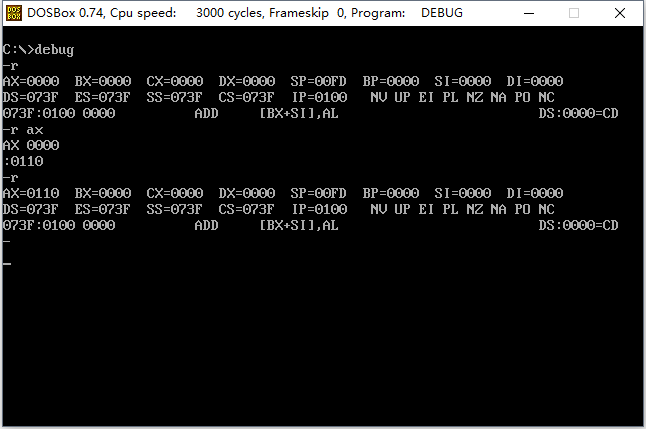 DOS BOX
DOSBox 0.74, Cpu speed: 3000 cycles, Frameskip 0, Program: DEBUG
C:\>debug
-r
AX=0000 BX=0000 CX=0000 DX=0000 SP=00FD BP=0000 SI=0000 DI=0000
DS=073F ES=073F SS=073F CS=073F IP=0100 NV UP EI PL NZ NA PO NC
073F:0100 0000 ADD [BX+SI],AL DS:0000=CD
-r ax
AX 0000
:0110
-r
AX=0110 BX=0000 CX=0000 DX=0000 SP=00FD BP=0000 SI=0000 DI=0000
DS=073F ES=073F SS=073F CS=073F IP=0100 NV UP EI PL NZ NA PO NC
073F:0100 0000 ADD [BX+SI],AL DS:0000=CD
-
_